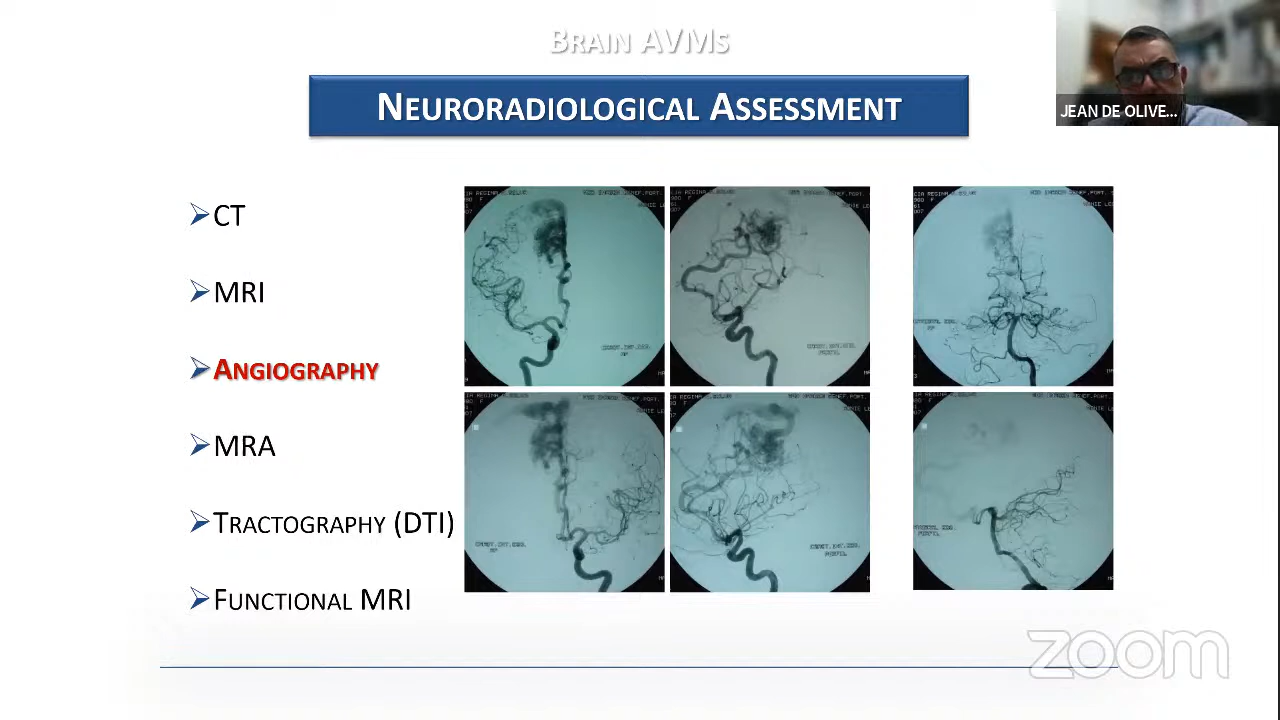 BRAIN AVMS
NEURORADIOLOGICAL ASSESSMENT
JEAN DE OLIVE...
CT
MRI
ANGIOGRAPHY
MRA
TRACTOGRAPHY (DTI)
FUNCTIONAL MRI
zoom